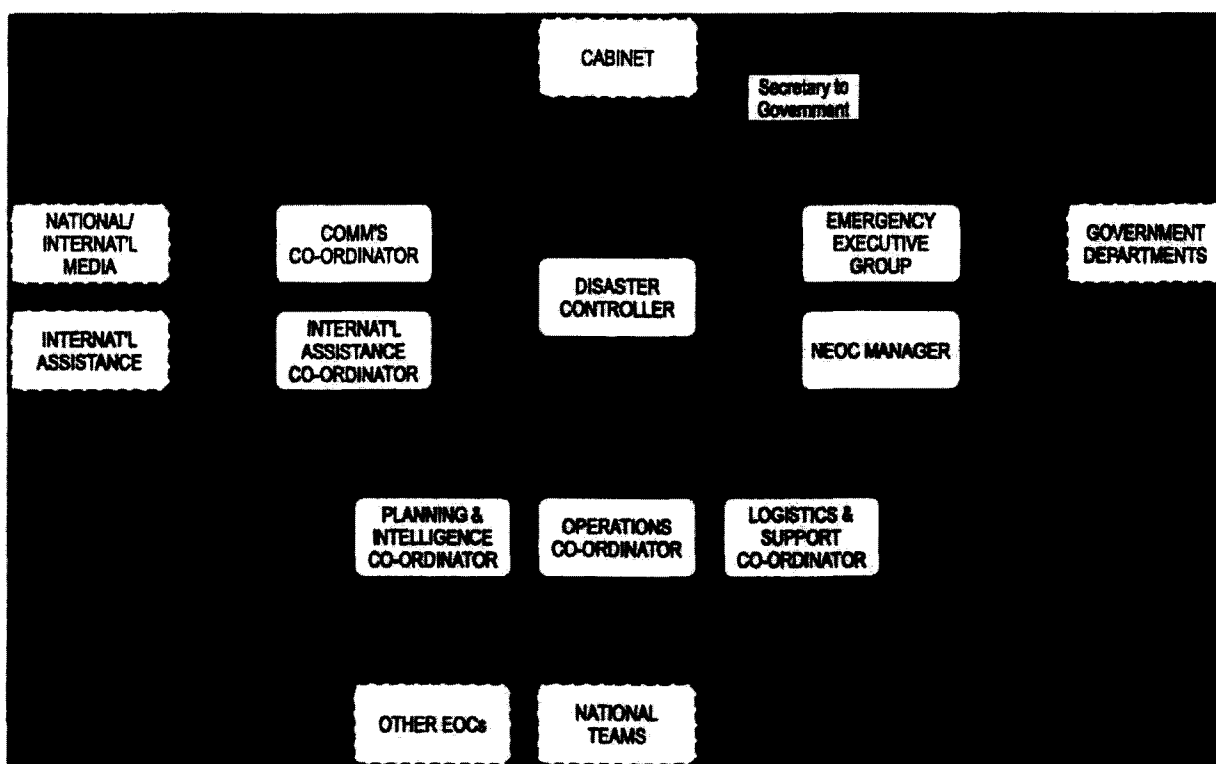 CABINET
Secretary to
Government
NATIONAL/
INTERNAT'L
MEDIA
COMM'S
CO-ORDINATOR
EMERGENCY
EXECUTIVE
GROUP
GOVERNMENT
DEPARTMENTS
DISASTER
CONTROLLER
INTERNAT'L
ASSISTANCE
INTERNAT'L
ASSISTANCE
CO-ORDINATOR
NEOC MANAGER
PLANNING &
INTELLIGENCE
CO-ORDINATOR
OPERATIONS
CO-ORDINATOR
LOGISTICS &
SUPPORT
CO-ORDINATOR
OTHER EOCs
NATIONAL
TEAMS